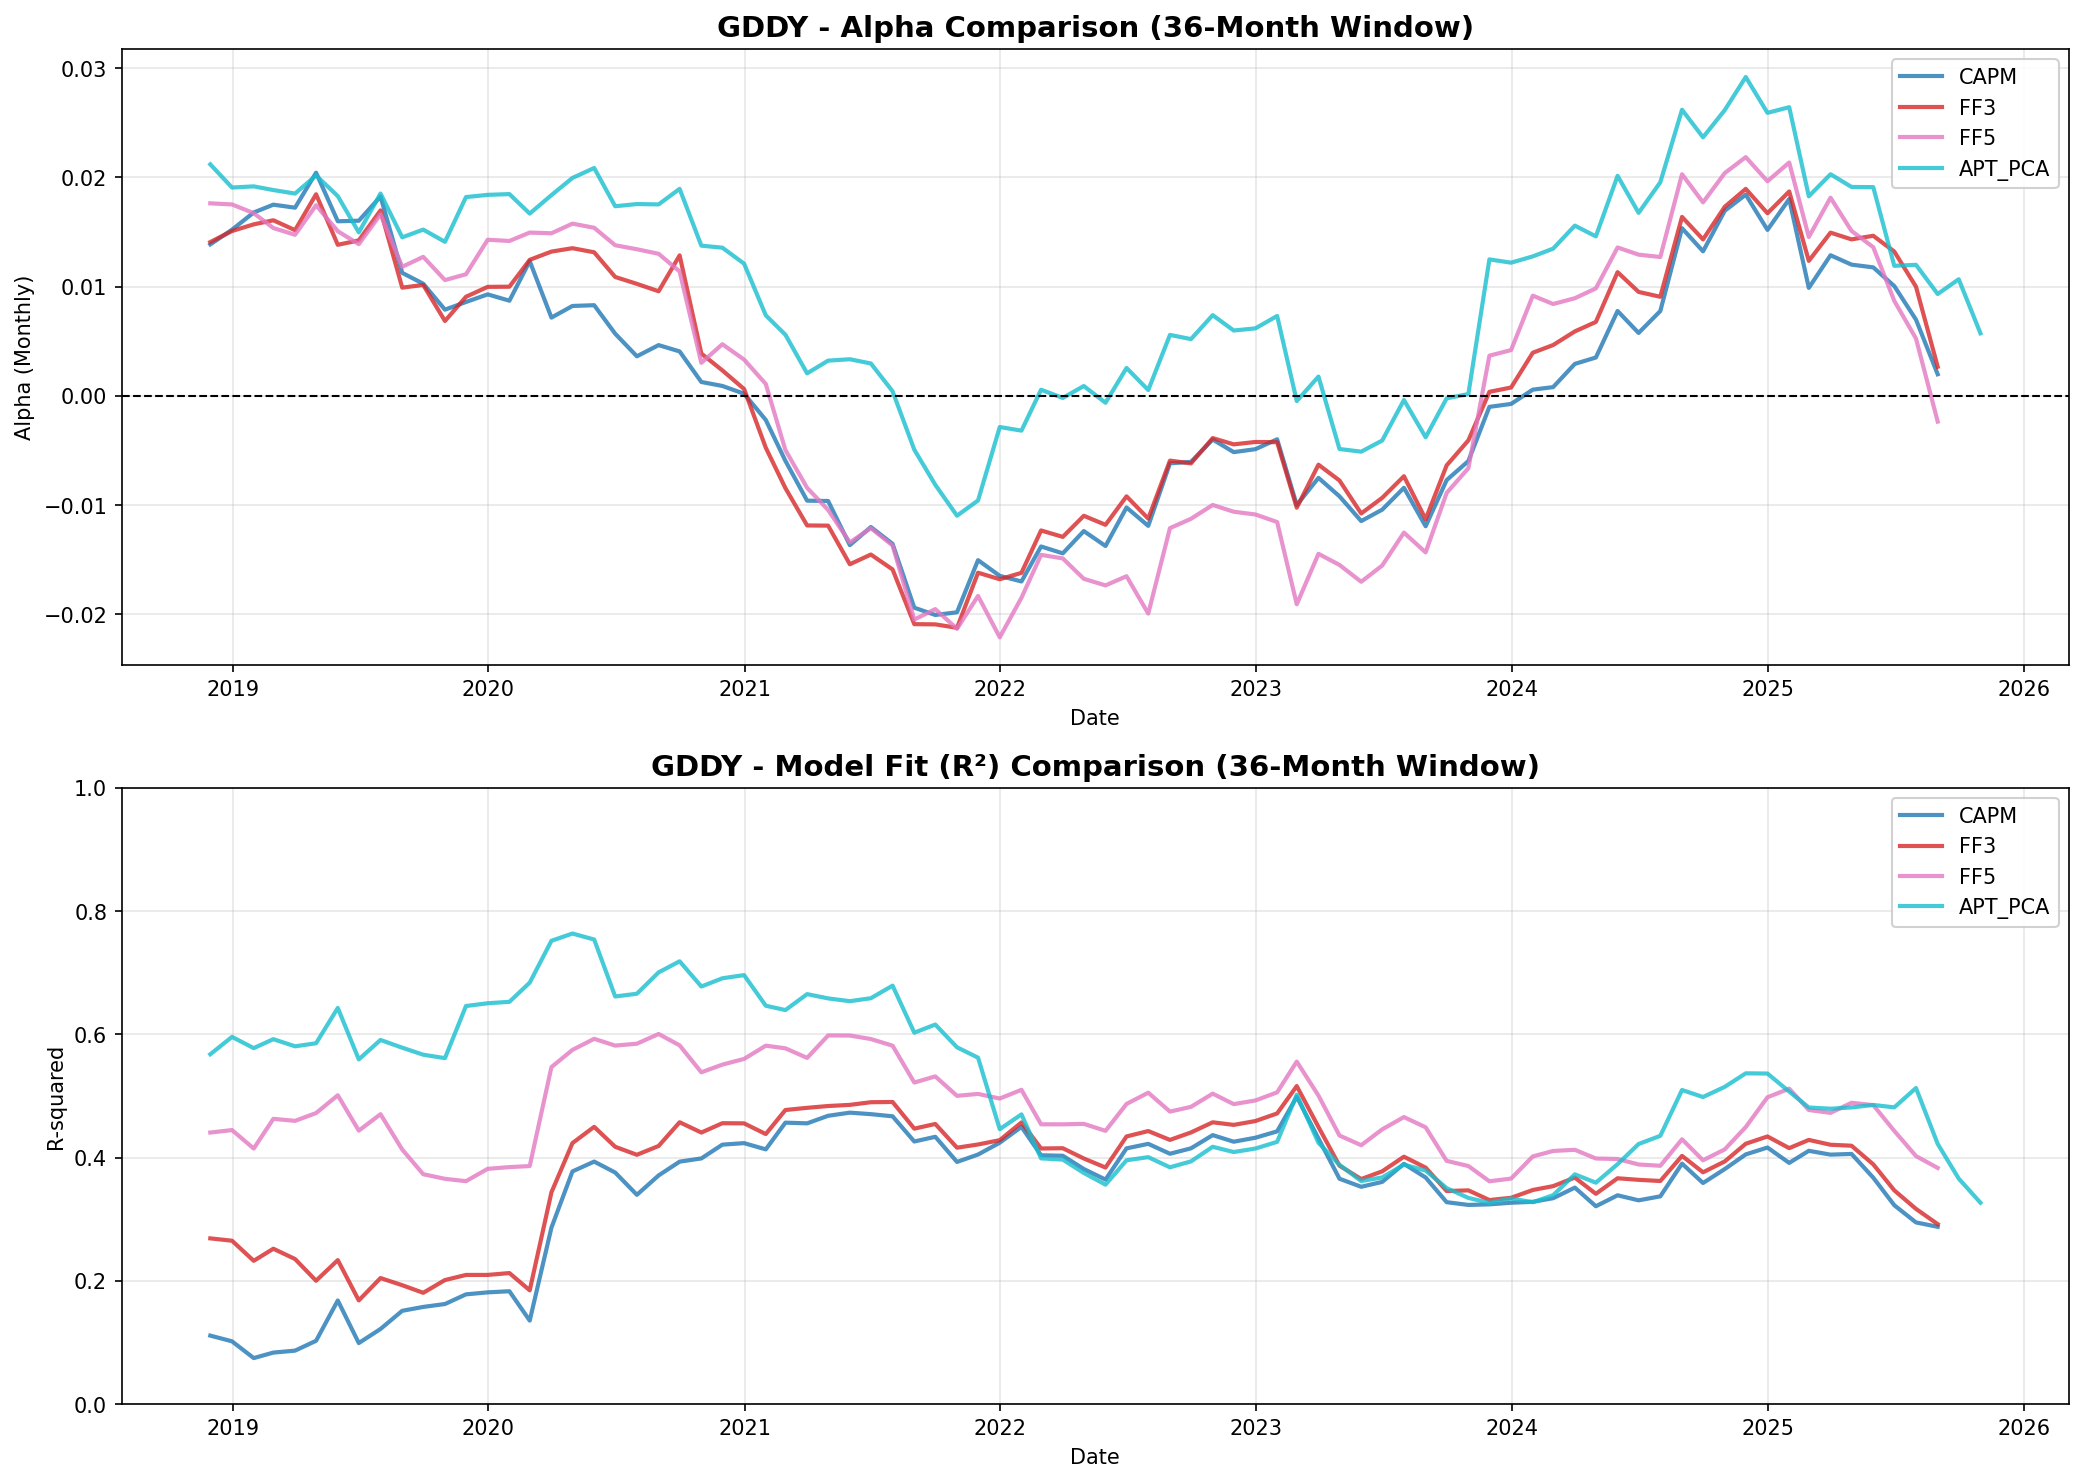 GDDY - Alpha Comparison (36-Month Window)
Alpha (Monthly)
0.03
0.02
0.01
0.00
−0.01
−0.02
CAPM
FF3
FF5
APT_PCA
2019 2020 2021 2022 2023 2024 2025 2026
Date
GDDY - Model Fit (R²) Comparison (36-Month Window)
R-squared
1.0
0.8
0.6
0.4
0.2
0.0
CAPM
FF3
FF5
APT_PCA
2019 2020 2021 2022 2023 2024 2025 2026
Date